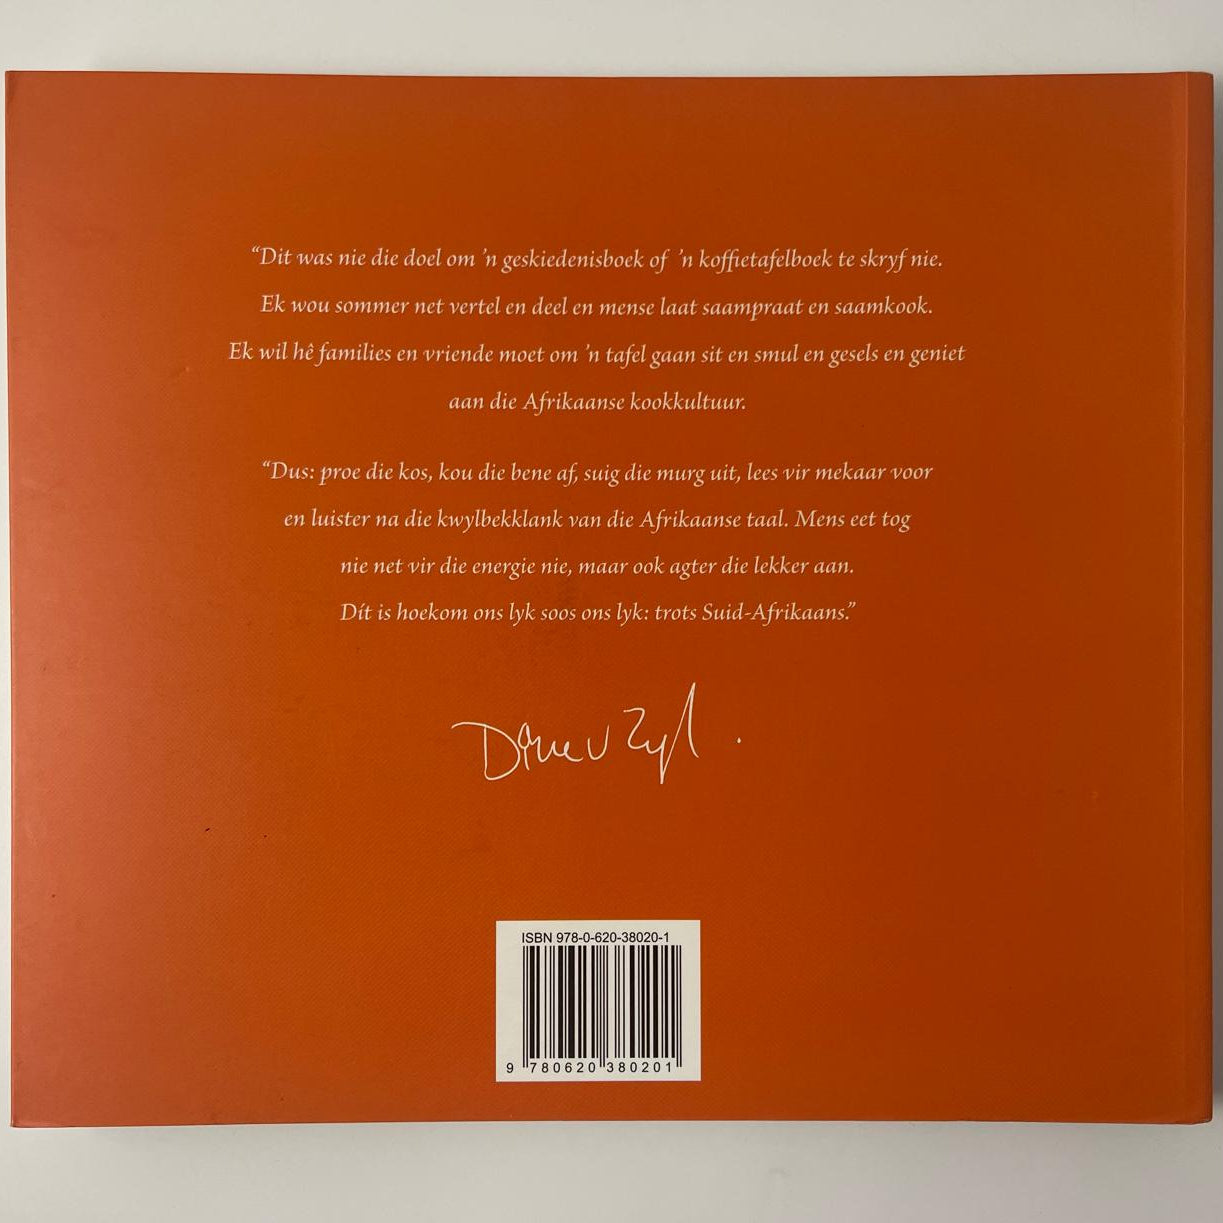 “Dit was nie die doel om ’n geskiedenisboek of ’n koffietafelboek te skryf nie.
Ek wou sommer net vertel en deel en mense laat saampraat en saamkook.
Ek wil hê families en vriende moet om ’n tafel gaan sit en smul en gesels en geniet
aan die Afrikaanse kookkultuur.
“Dus: proe die kos, kou die bene af, suig die murg uit, lees vir mekaar voor
en luister na die kwylbekklank van die Afrikaanse taal. Mens eet tog
nie net vir die energie nie, maar ook agter die lekker aan.
Dít is hoekom ons lyk soos ons lyk: trots Suid-Afrikaans.”
Dine v Zyl.
ISBN 978-0-620-38020-1
9 780620 380201